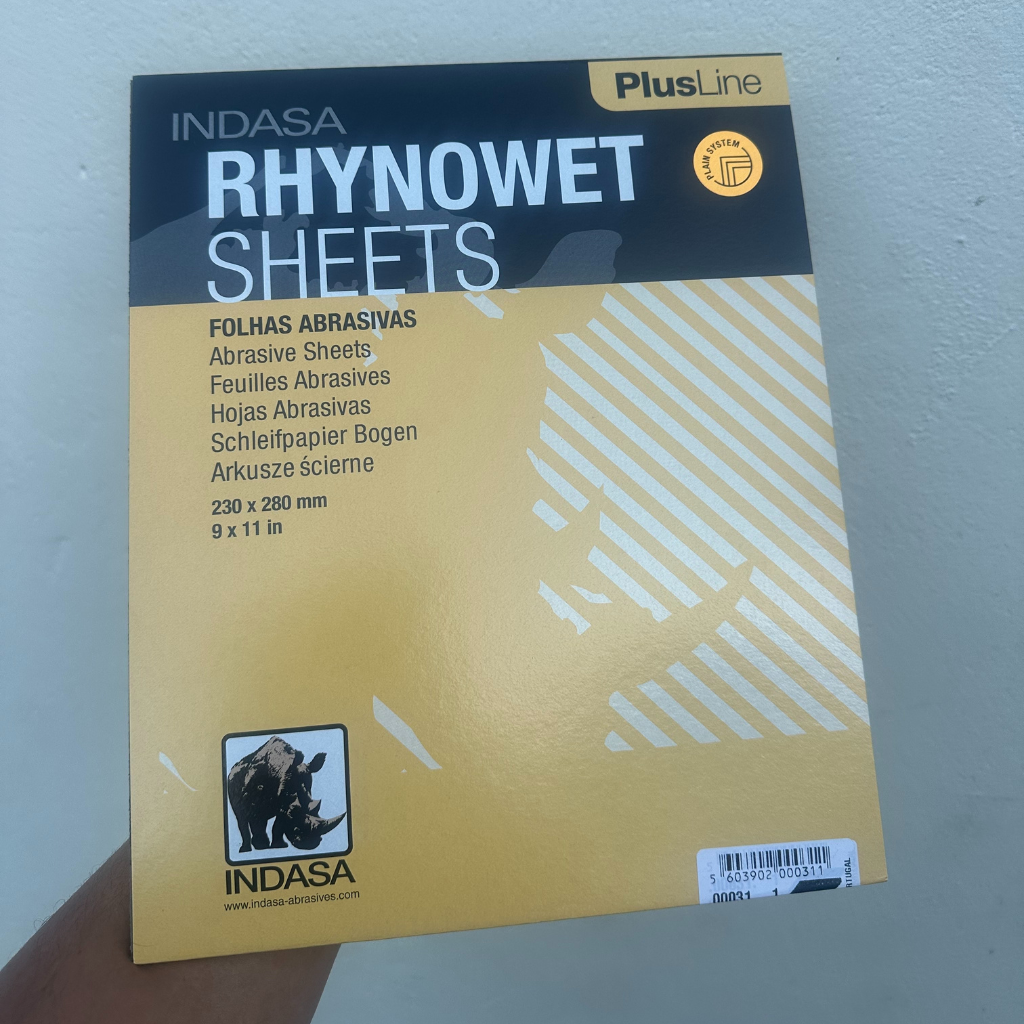 PlusLine
INDASA
RHYNOWET
PLAIN SYSTEM
SHEETS
FOLHAS ABRASIVAS
Abrasive Sheets
Feuilles Abrasives
Hojas Abrasivas
Schleifpapier Bogen
Arkusze ścierne
230 x 280 mm
9 x 11 in
INDASA
www.indasa-abrasives.com
5 603902 000311